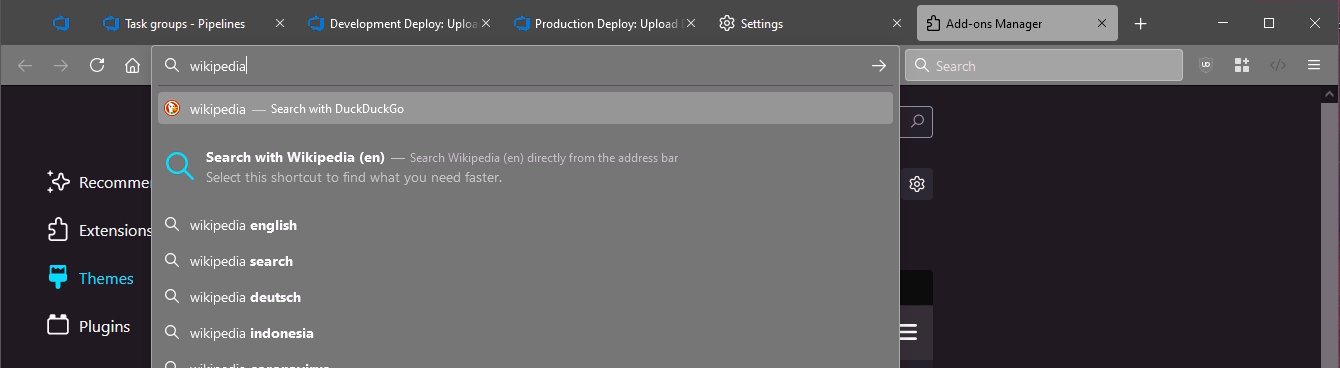 Task groups - Pipelines
Development Deploy: Uploa
Production Deploy: Upload
Settings
Add-ons Manager
wikipedia
Search
wikipedia — Search with DuckDuckGo
Search with Wikipedia (en) — Search Wikipedia (en) directly from the address bar
Select this shortcut to find what you need faster.
Recommen
Extensions
Themes
Plugins
wikipedia english
wikipedia search
wikipedia deutsch
wikipedia indonesia